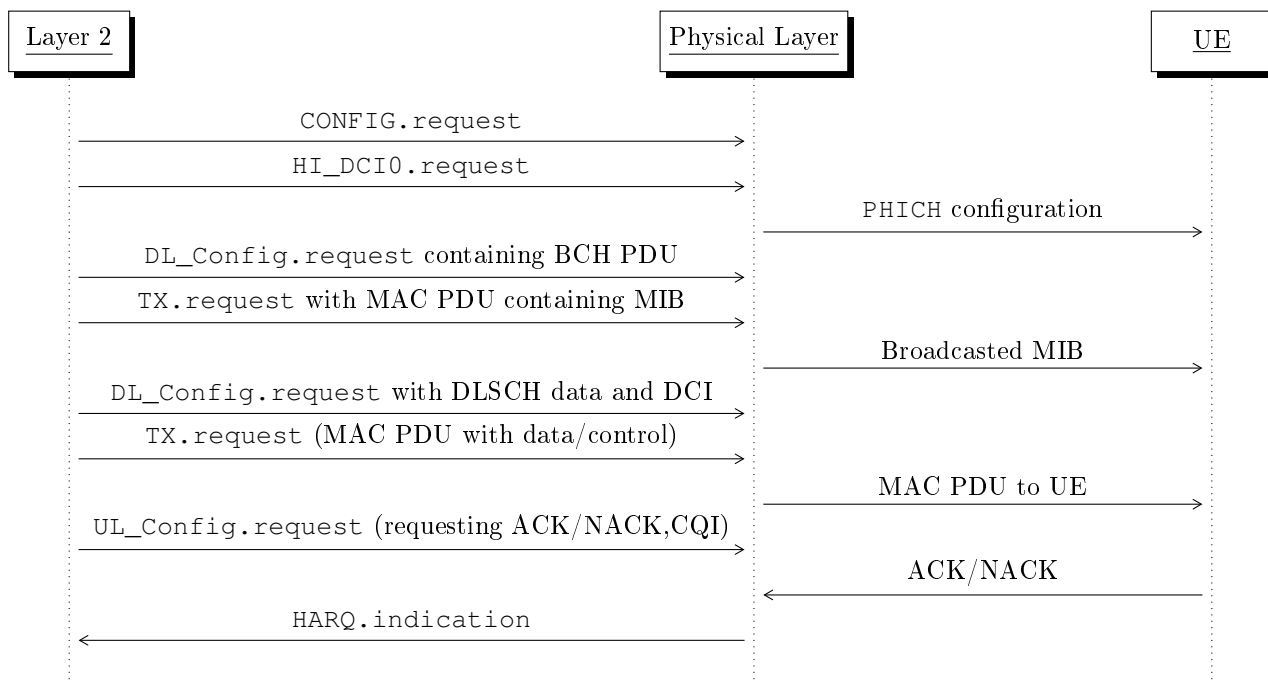 Layer 2
Physical Layer
UE
CONFIG.request
HI_DCI0.request
PHICH configuration
DL_Config.request containing BCH PDU
TX.request with MAC PDU containing MIB
Broadcasted MIB
DL_Config.request with DLSCH data and DCI
TX.request (MAC PDU with data/control)
MAC PDU to UE
UL_Config.request (requesting ACK/NACK,CQI)
ACK/NACK
HARQ.indication